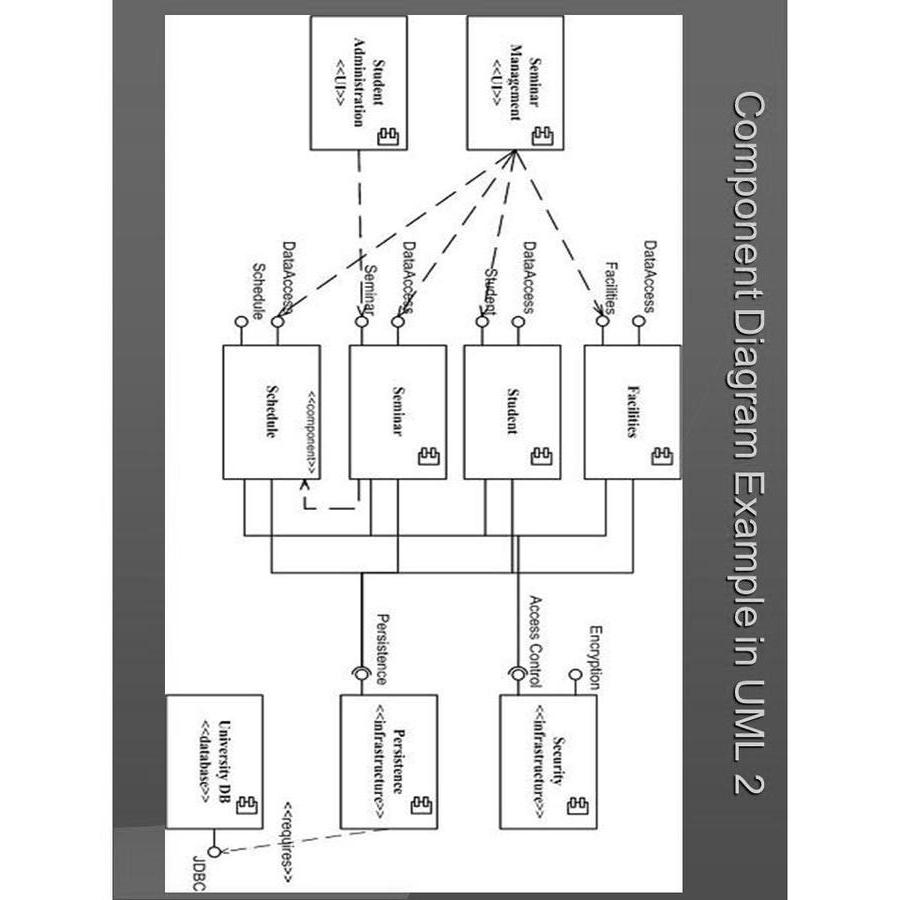 Component Diagram Example in UML 2
<<UI>>
Seminar
Management
<<UI>>
Student
Administration
DataAccess
Facilities
DataAccess
Student
DataAccess
Seminar
DataAccess
Schedule
Facilities
Student
Seminar
<<component>>
Schedule
Encryption
Access Control
Persistence
Security
<<infrastructure>>
Persistence
<<infrastructure>>
University DB
<<database>>
<<requires>>
JDBC